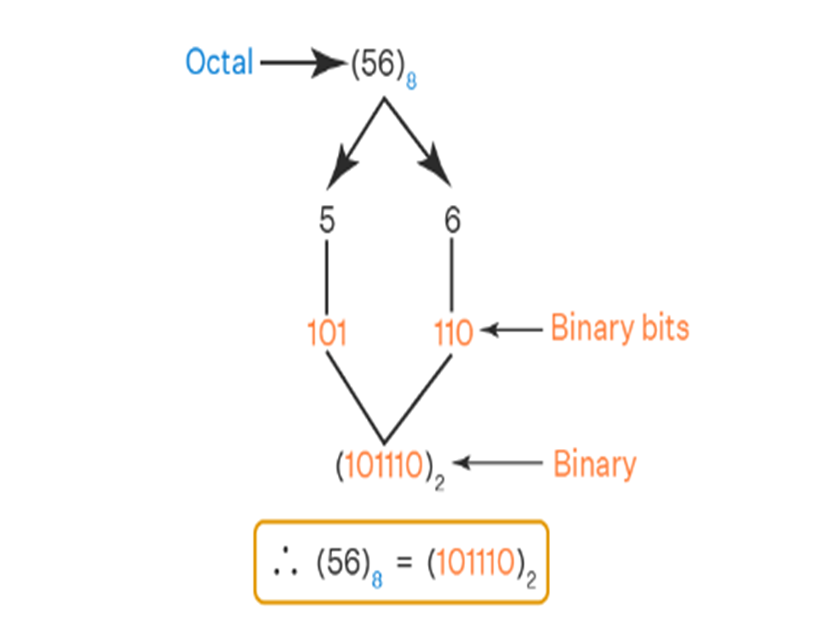 Octal (56)₈
5 6
101 110 Binary bits
(101110)₂ Binary
∴ (56)₈ = (101110)₂